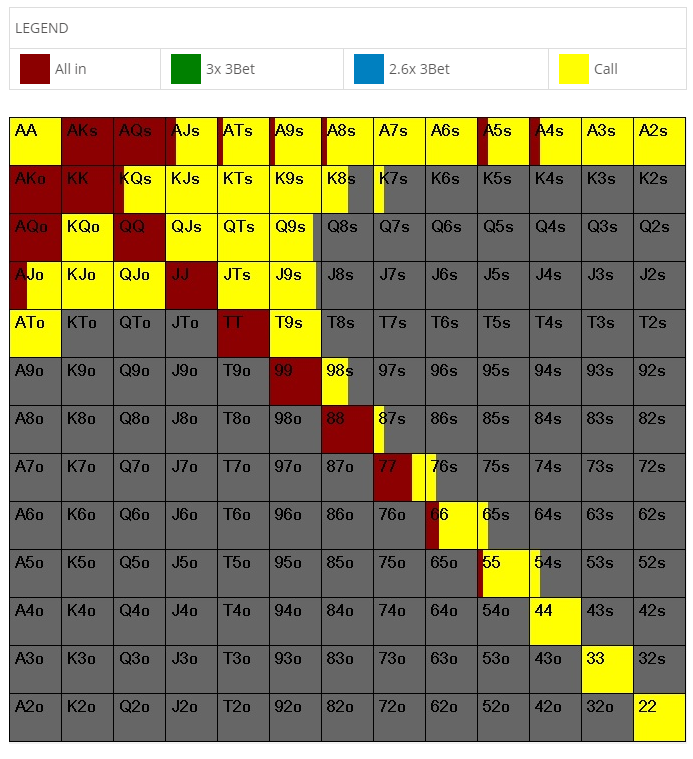 LEGEND
All in 3x 3Bet 2.6x 3Bet Call
AA AKs AQs AJs ATs A9s A8s A7s A6s A5s A4s A3s A2s
AKo KK KQs KJs KTs K9s K8s K7s K6s K5s K4s K3s K2s
AQo KQo QQ QJs QTs Q9s Q8s Q7s Q6s Q5s Q4s Q3s Q2s
AJo KJo QJo JJ JTs J9s J8s J7s J6s J5s J4s J3s J2s
ATo KTo QTo JTo TT T9s T8s T7s T6s T5s T4s T3s T2s
A9o K9o Q9o J9o T9o 99 98s 97s 96s 95s 94s 93s 92s
A8o K8o Q8o J8o T8o 98o 88 87s 86s 85s 84s 83s 82s
A7o K7o Q7o J7o T7o 97o 87o 77 76s 75s 74s 73s 72s
A6o K6o Q6o J6o T6o 96o 86o 76o 66 65s 64s 63s 62s
A5o K5o Q5o J5o T5o 95o 85o 75o 65o 55 54s 53s 52s
A4o K4o Q4o J4o T4o 94o 84o 74o 64o 54o 44 43s 42s
A3o K3o Q3o J3o T3o 93o 83o 73o 63o 53o 43o 33 32s
A2o K2o Q2o J2o T2o 92o 82o 72o 62o 52o 42o 32o 22